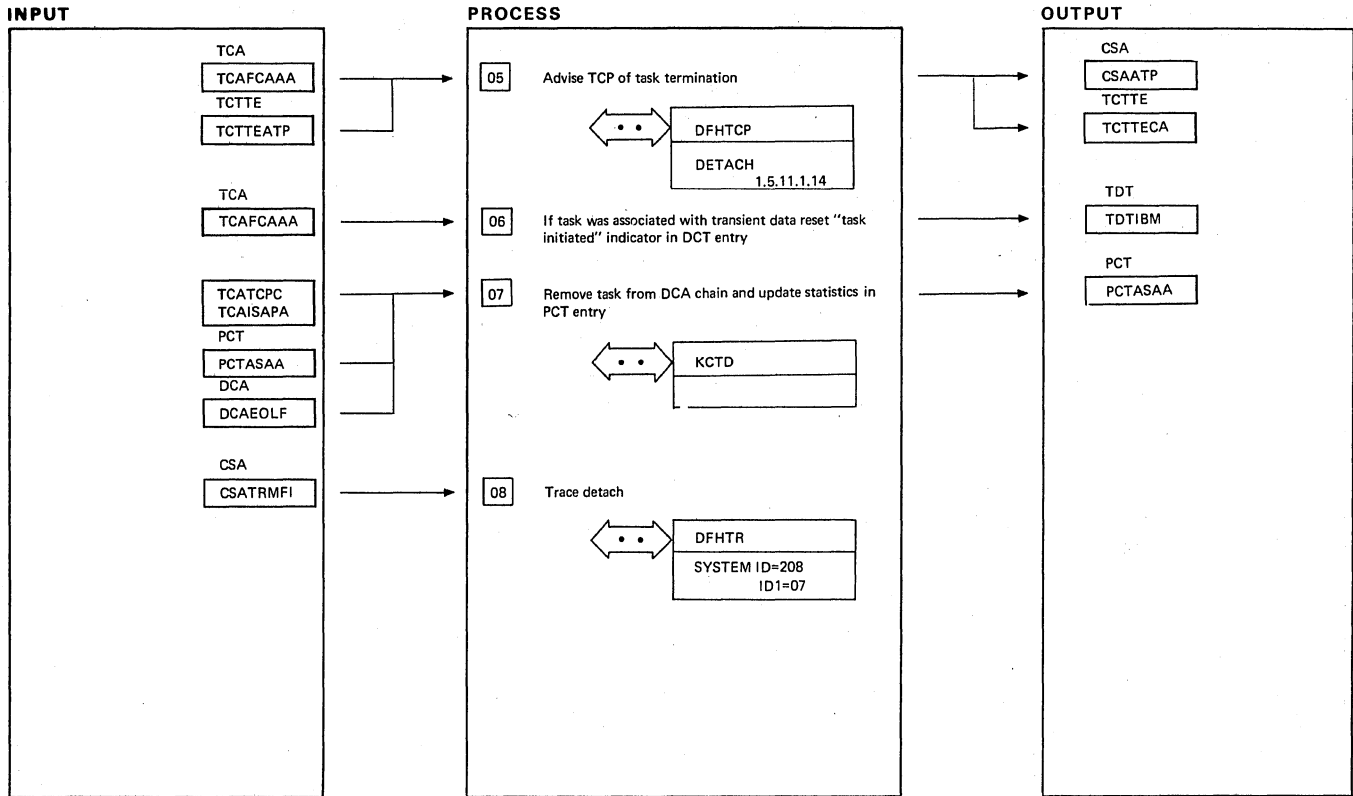 INPUT
TCA
TCAFCAAA
TCTTE
TCTTEATP
TCA
TCAFCAAA
TCATCPC
TCAISAPA
PCT
PCTASAA
DCA
DCAEOLF
CSA
CSATRMFI
PROCESS
05 Advise TCP of task termination
DFHTCP
DETACH
1.5.11.1.14
06 If task was associated with transient data reset "task
initiated" indicator in DCT entry
07 Remove task from DCA chain and update statistics in
PCT entry
KCTD
08 Trace detach
DFHTR
SYSTEM ID=208
ID1=07
OUTPUT
CSA
CSAATP
TCTTE
TCTTECA
TDT
TDTIBM
PCT
PCTASAA